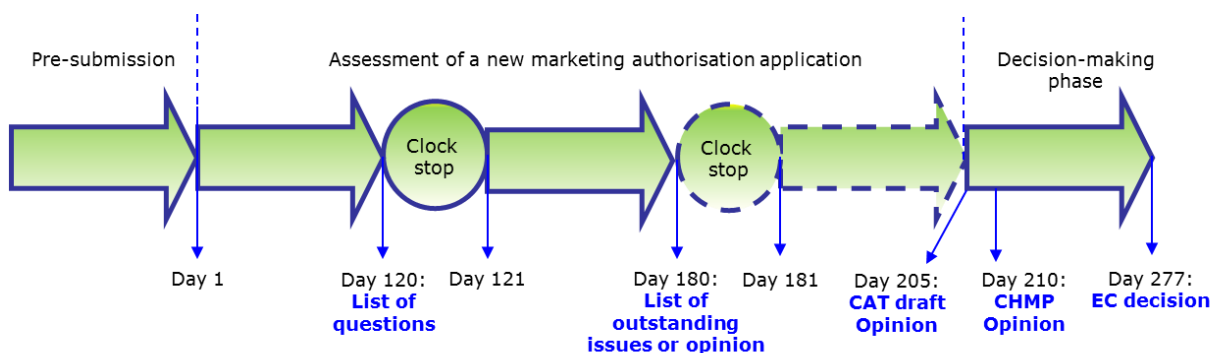 Pre-submission
Assessment of a new marketing authorisation application
Decision-making
phase
Clock
stop
Clock
stop
Day 1
Day 120:
List of
questions
Day 121
Day 180:
List of
outstanding
issues or opinion
Day 181
Day 205:
CAT draft
Opinion
Day 210:
CHMP
Opinion
Day 277:
EC decision